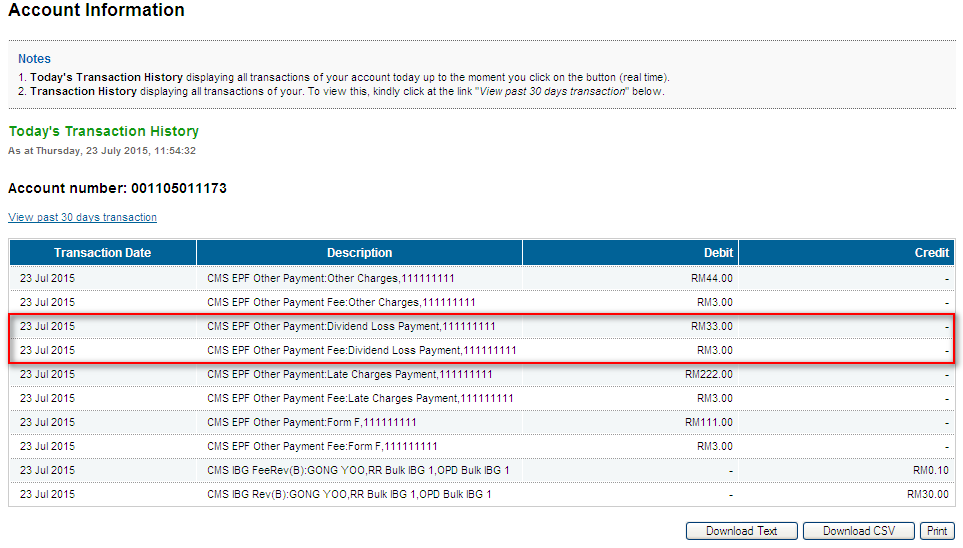 Account Information
Notes
1. Today's Transaction History displaying all transactions of your account today up to the moment you click on the button (real time).
2. Transaction History displaying all transactions of your. To view this, kindly click at the link "View past 30 days transaction" below.
Today's Transaction History
As at Thursday, 23 July 2015, 11:54:32
Account number: 001105011173
View past 30 days transaction
Transaction Date Description Debit Credit
23 Jul 2015 CMS EPF Other Payment:Other Charges,111111111 RM44.00 -
23 Jul 2015 CMS EPF Other Payment Fee:Other Charges,111111111 RM3.00 -
23 Jul 2015 CMS EPF Other Payment:Dividend Loss Payment,111111111 RM33.00 -
23 Jul 2015 CMS EPF Other Payment Fee:Dividend Loss Payment,111111111 RM3.00 -
23 Jul 2015 CMS EPF Other Payment:Late Charges Payment,111111111 RM222.00 -
23 Jul 2015 CMS EPF Other Payment Fee:Late Charges Payment,111111111 RM3.00 -
23 Jul 2015 CMS EPF Other Payment:Form F,111111111 RM111.00 -
23 Jul 2015 CMS EPF Other Payment Fee:Form F,111111111 RM3.00 -
23 Jul 2015 CMS IBG FeeRev(B):GONG YOO,RR Bulk IBG 1,OPD Bulk IBG 1 - RM0.10
23 Jul 2015 CMS IBG Rev(B):GONG YOO,RR Bulk IBG 1,OPD Bulk IBG 1 - RM30.00
Download Text Download CSV Print